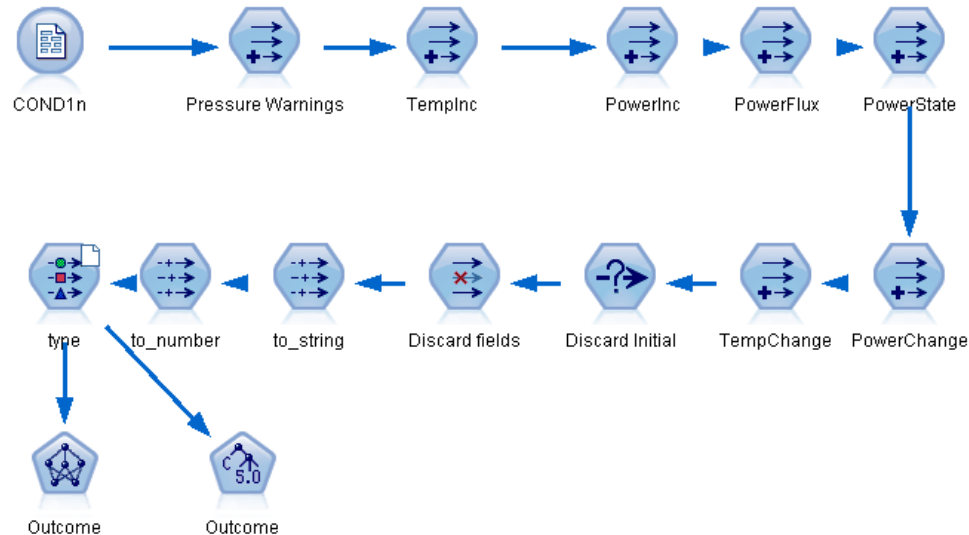 COND1n
Pressure Warnings
TempInc
PowerInc
PowerFlux
PowerState
type
to_number
to_string
Discard fields
Discard Initial
TempChange
PowerChange
C
5.0
Outcome
Outcome